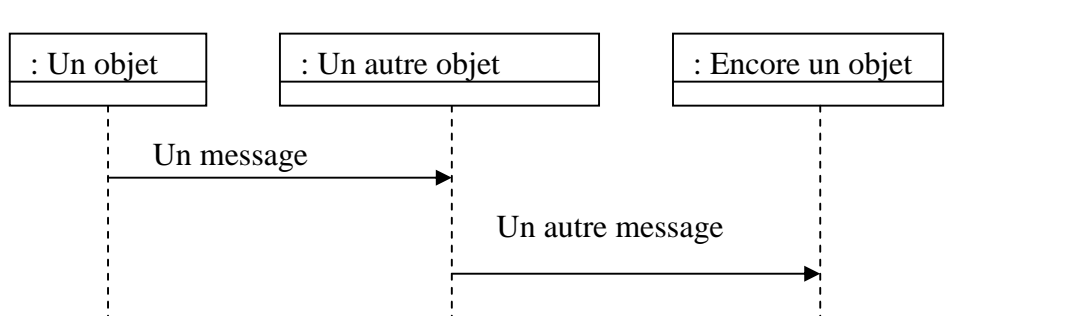 : Un objet
: Un autre objet
: Encore un objet
Un message
Un autre message